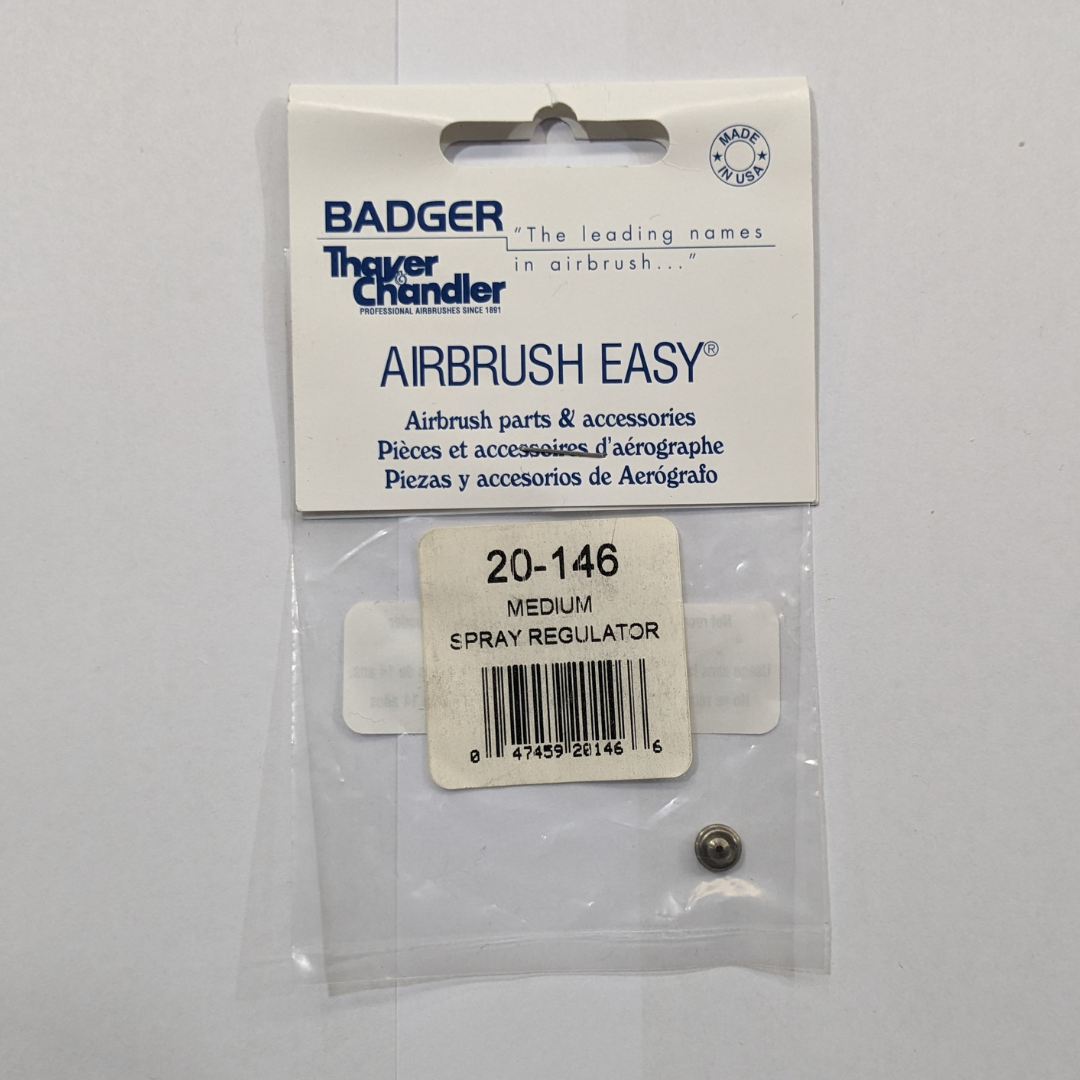 MADE
IN USA
BADGER
"The leading names
in airbrush..."
Thayer
& Chandler
PROFESSIONAL AIRBRUSHES SINCE 1891
AIRBRUSH EASY®
Airbrush parts & accessories
Pièces et accessoires d'aérographe
Piezas y accesorios de Aerógrafo
20-146
MEDIUM
SPRAY REGULATOR
0 47459 20146 6